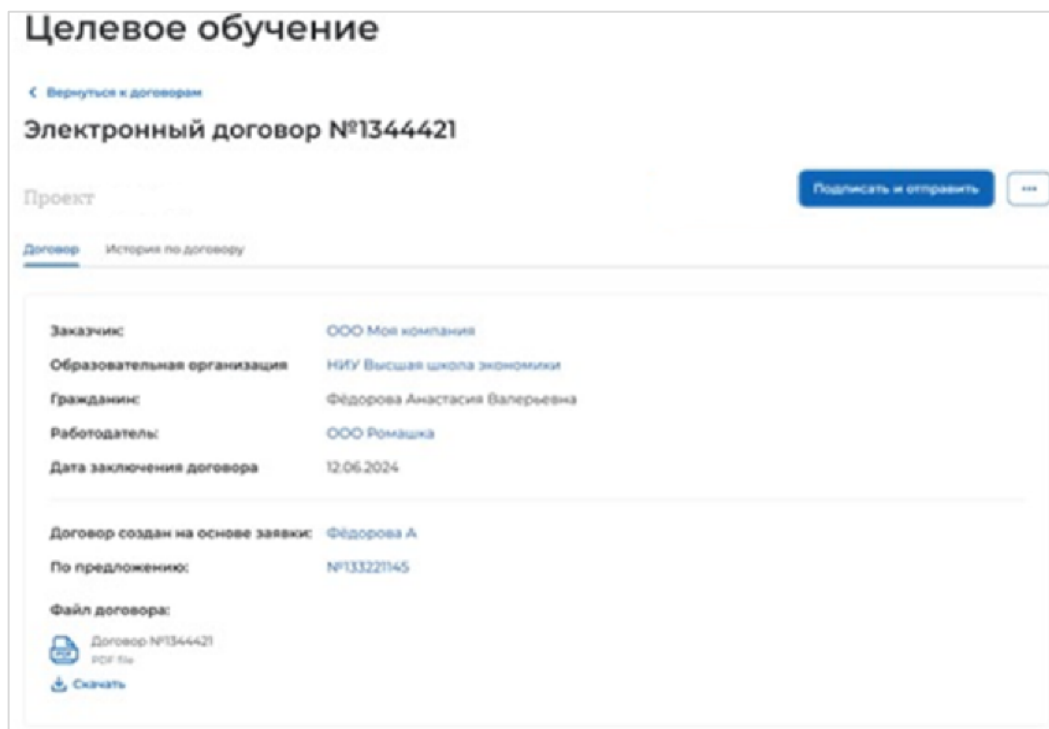 Целевое обучение
Вернуться к договорам
Электронный договор №1344421
Проект
Подписать и отправить
...
Договор История по договору
Заказчик: ООО Моя компания
Образовательная организация НИУ Высшая школа экономики
Гражданин: Фёдорова Анастасия Валерьевна
Работодатель: ООО Ромашка
Дата заключения договора 12.06.2024
Договор создан на основе заявки: Фёдорова А
По предложению: №133221145
Файл договора:
Договор №1344421
PDF
PDF file
Скачать